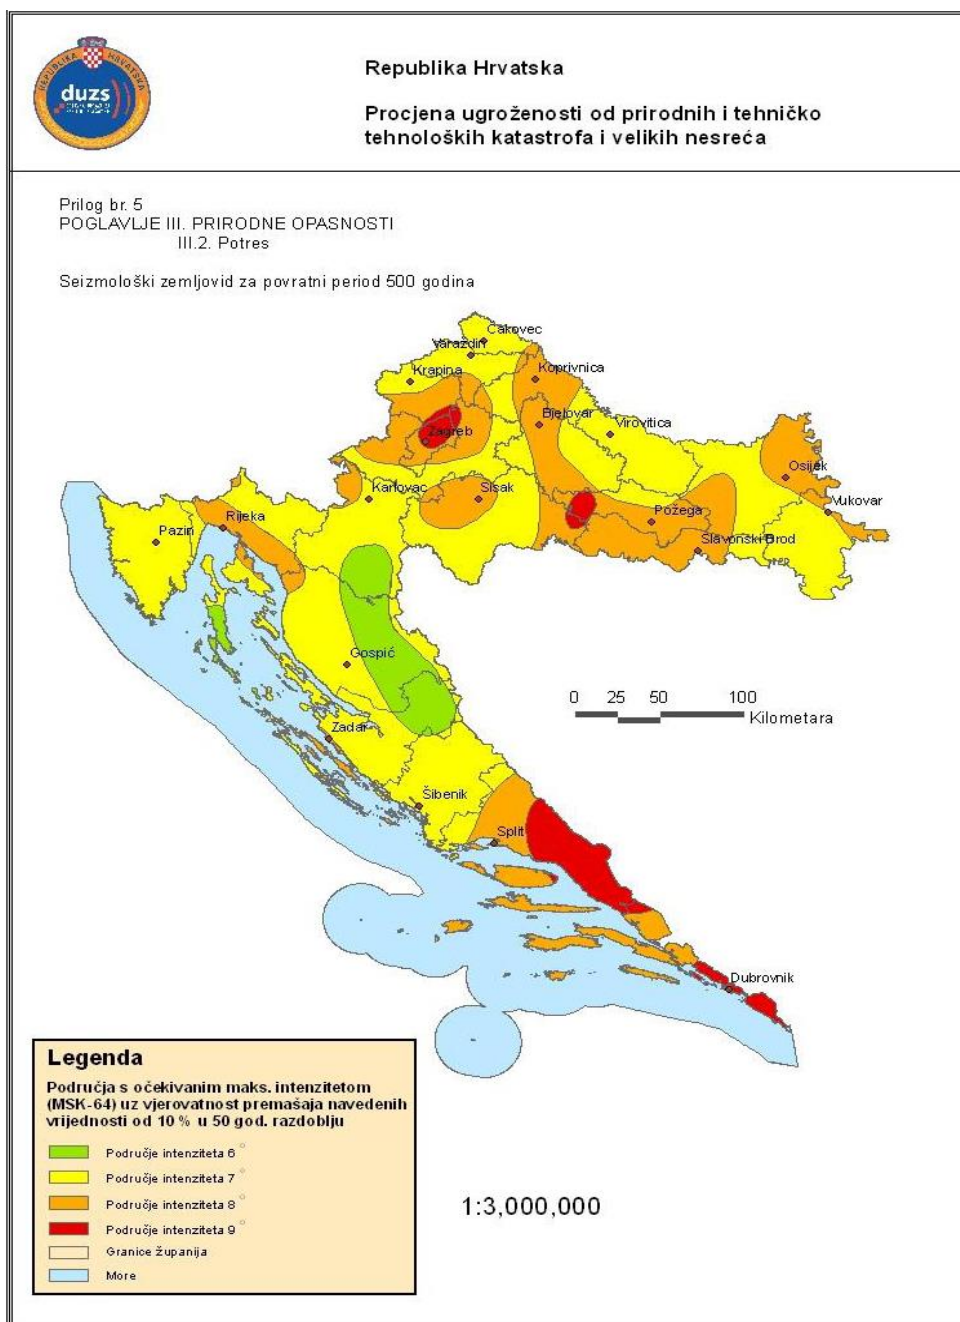 REPUBLIKA HRVATSKA
duzs
Republika Hrvatska
Procjena ugroženosti od prirodnih i tehničko
tehnoloških katastrofa i velikih nesreća
Prilog br. 5
POGLAVLJE III. PRIRODNE OPASNOSTI
III.2. Potres
Seizmološki zemljovid za povratni period 500 godina
Čakovec
Varaždin
Krapina
Koprivnica
Bjelovar
Zagreb
Virovitica
Osijek
Karlovac
Sisak
Vukovar
Požega
Rijeka
Pazin
Slavonski Brod
Gospić
0 25 50 100
Kilometara
Zadar
Šibenik
Split
Dubrovnik
Legenda
Područja s očekivanim maks. intenzitetom
(MSK-64) uz vjerovatnost premašaja navedenih
vrijednosti od 10 % u 50 god. razdoblju
Područje intenziteta 6 °
Područje intenziteta 7 °
Područje intenziteta 8 °
Područje intenziteta 9 °
Granice županija
More
1:3,000,000